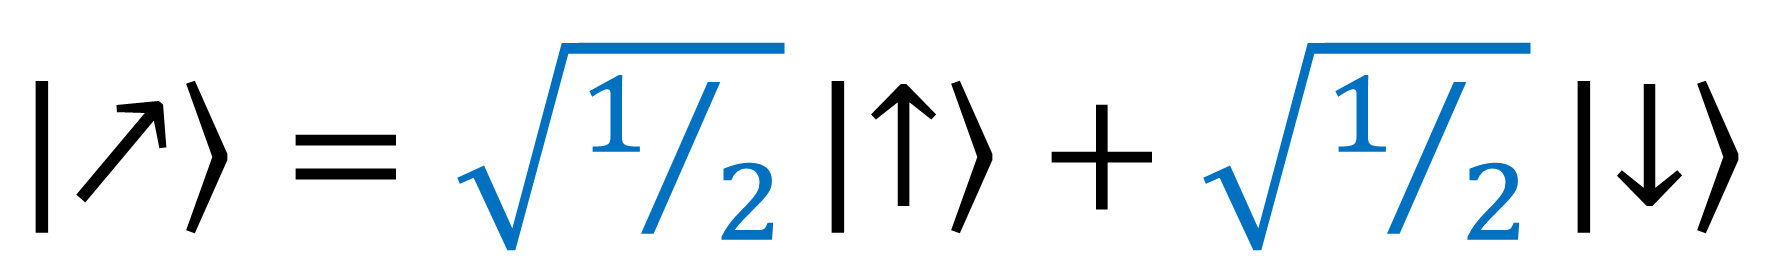 |↗⟩ = √1/2 |↑⟩ + √1/2 |↓⟩